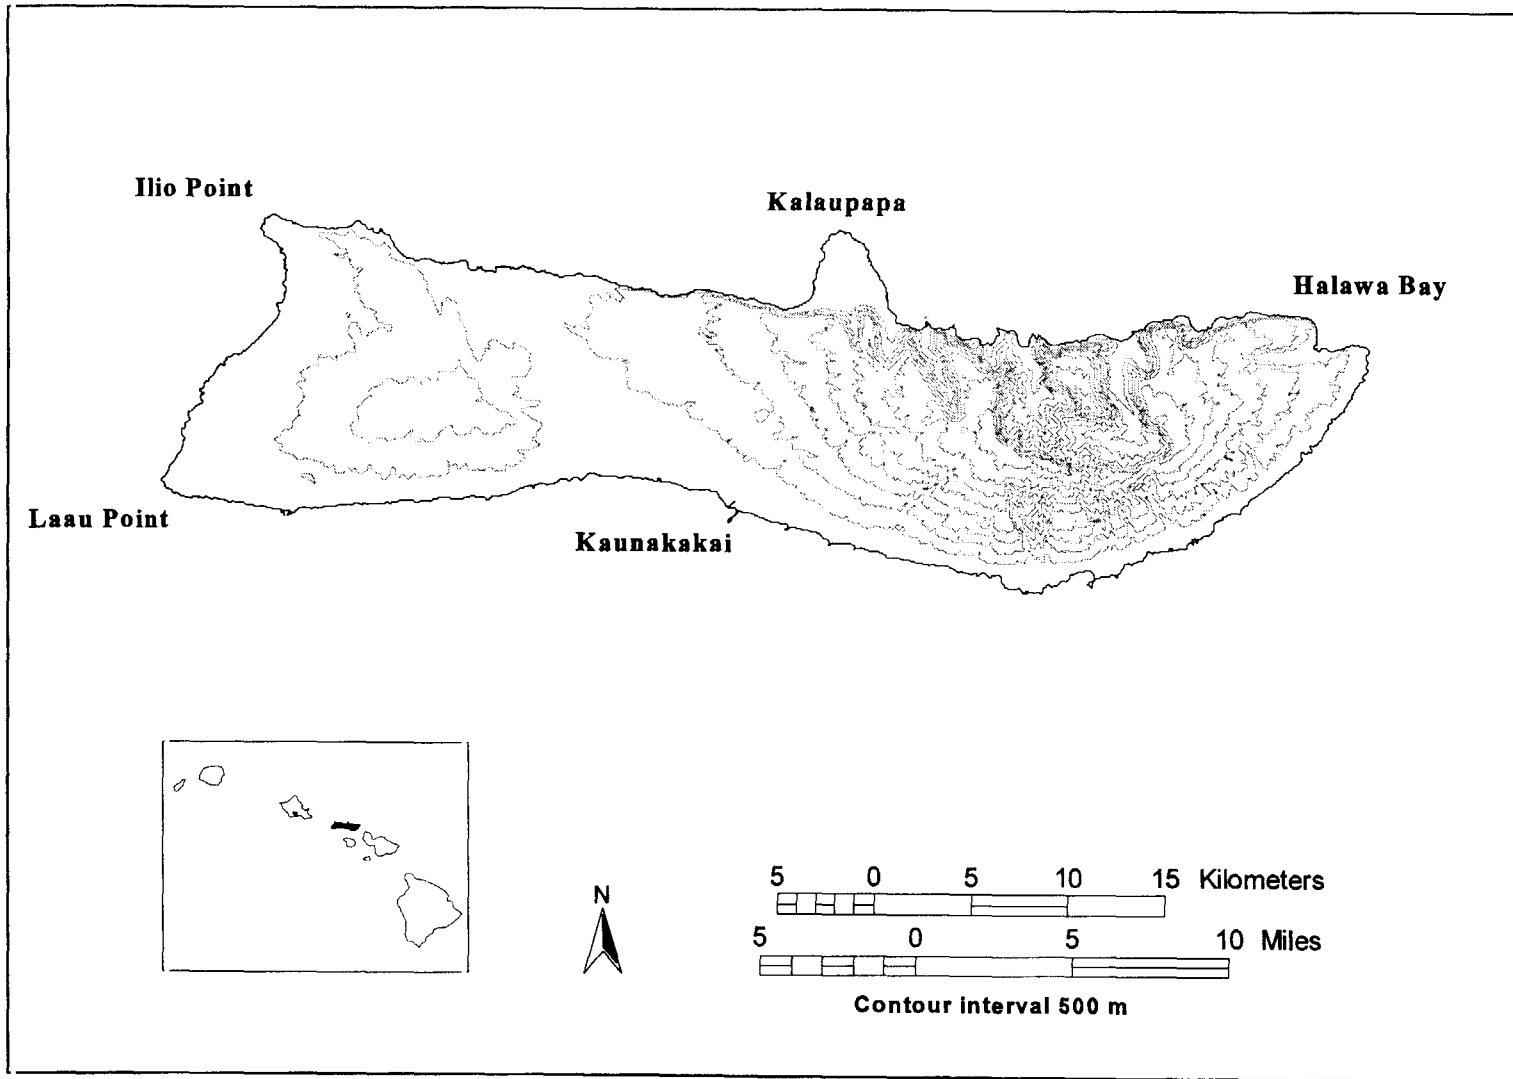 Ilio Point
Kalaupapa
Halawa Bay
Laau Point
Kaunakakai
N
5 0 5 10 15 Kilometers
5 0 5 10 Miles
Contour interval 500 m